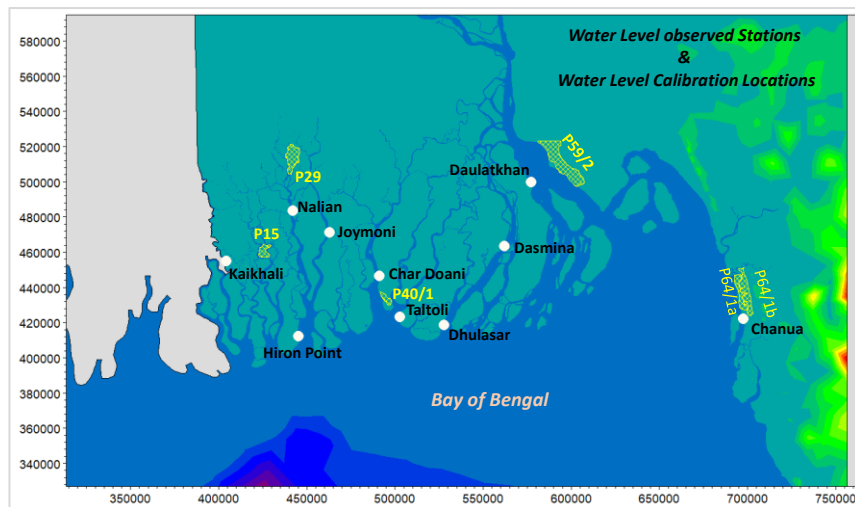 Water Level observed Stations
&
Water Level Calibration Locations
P59/2
Daulatkhan
P29
Nalian
P15
Joymoni
Dasmina
Kaikhali
Char Doani
P40/1
Taltoli
P64/1a
P64/1b
Dhulasar
Chanua
Hiron Point
Bay of Bengal
580000
560000
540000
520000
500000
480000
460000
440000
420000
400000
380000
360000
340000
350000
400000
450000
500000
550000
600000
650000
700000
750000